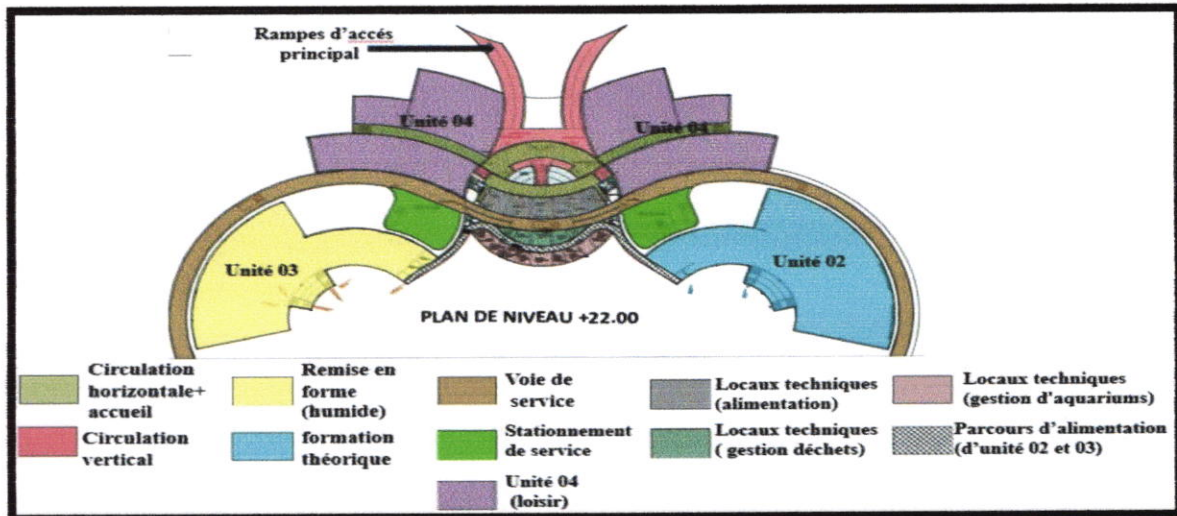 Rampes d'accés
principal
Unité 04
Unité 04
Unité 03
Unité 02
PLAN DE NIVEAU +22.00
Circulation
horizontale+
accueil
Remise en
forme
(humide)
Voie de
service
Locaux techniques
(alimentation)
Locaux techniques
(gestion d'aquariums)
Circulation
vertical
formation
théorique
Stationnement
de service
Locaux techniques
( gestion déchets)
Parcours d'alimentation
(d'unité 02 et 03)
Unité 04
(loisir)